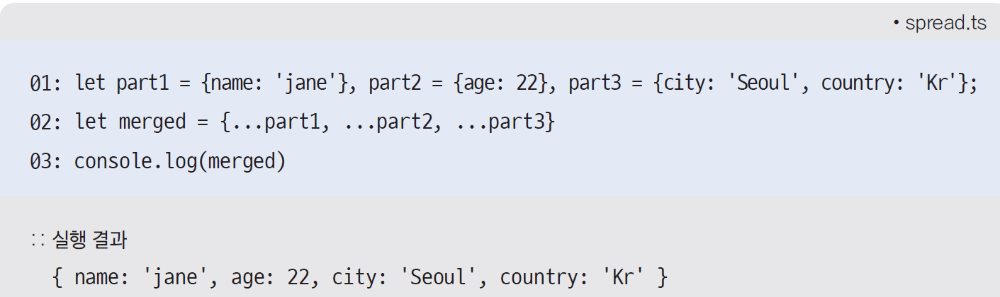 • spread.ts
01: let part1 = {name: 'jane'}, part2 = {age: 22}, part3 = {city: 'Seoul', country: 'Kr'};
02: let merged = {...part1, ...part2, ...part3}
03: console.log(merged)
:: 실행 결과
{ name: 'jane', age: 22, city: 'Seoul', country: 'Kr' }